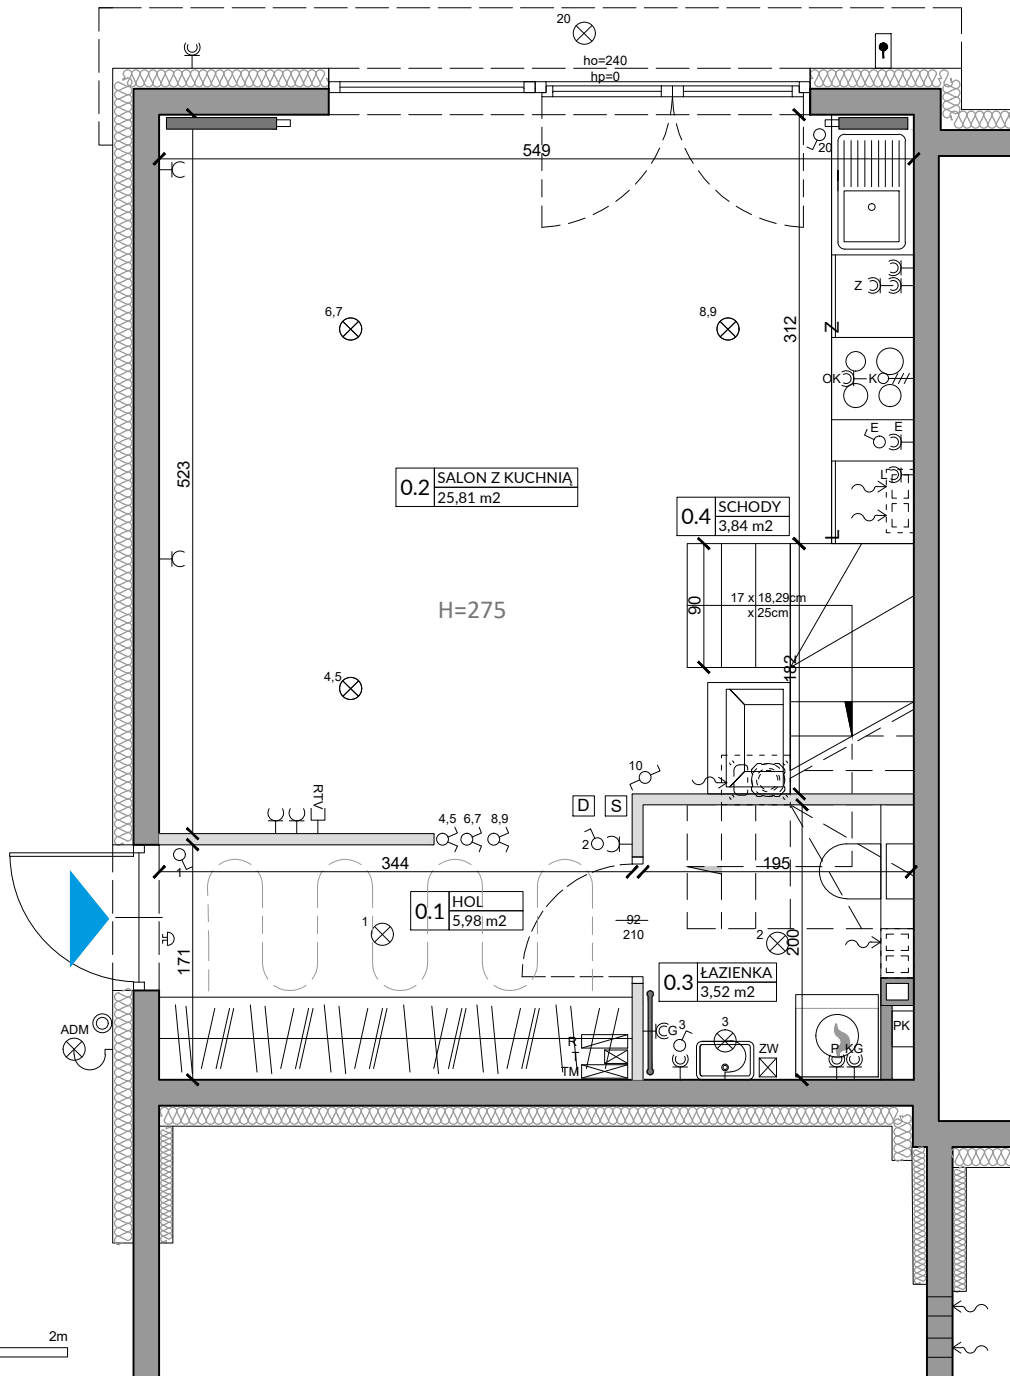 20
ho=240
hp=0
549
20
6,7
8,9
312
Z
Z
OK
K
E
E
523
0.2 SALON Z KUCHNIĄ
25,81 m2
L
0.4 SCHODY
3,84 m2
L
90
17 x 18,29cm
x 25cm
H=275
182
4,5
10
RTV
D
S
4,5
6,7
8,9
2
1
344
195
0.1 HOL
5,98 m2
1
92
210
2
200
171
0.3 ŁAZIENKA
3,52 m2
ADM
G
3
3
PK
R
T
TM
ZW
P
KG
2m